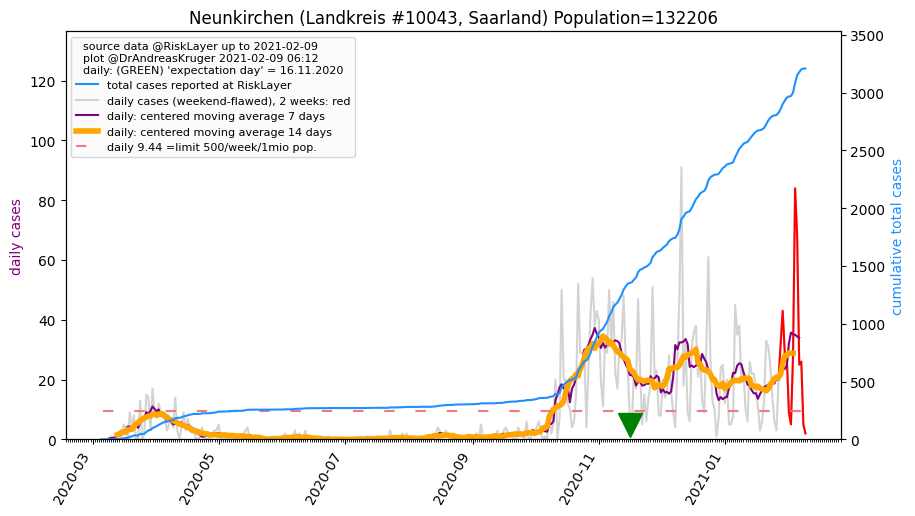 Neunkirchen (Landkreis #10043, Saarland) Population=132206
source data @RiskLayer up to 2021-02-09
plot @DrAndreasKruger 2021-02-09 06:12
daily: (GREEN) 'expectation day' = 16.11.2020
total cases reported at RiskLayer
daily cases (weekend-flawed), 2 weeks: red
daily: centered moving average 7 days
daily: centered moving average 14 days
daily 9.44 =limit 500/week/1mio pop.
daily cases
120
100
80
60
40
20
0
3500
3000
2500
2000
1500
1000
500
0
cumulative total cases
2020-03
2020-05
2020-07
2020-09
2020-11
2021-01